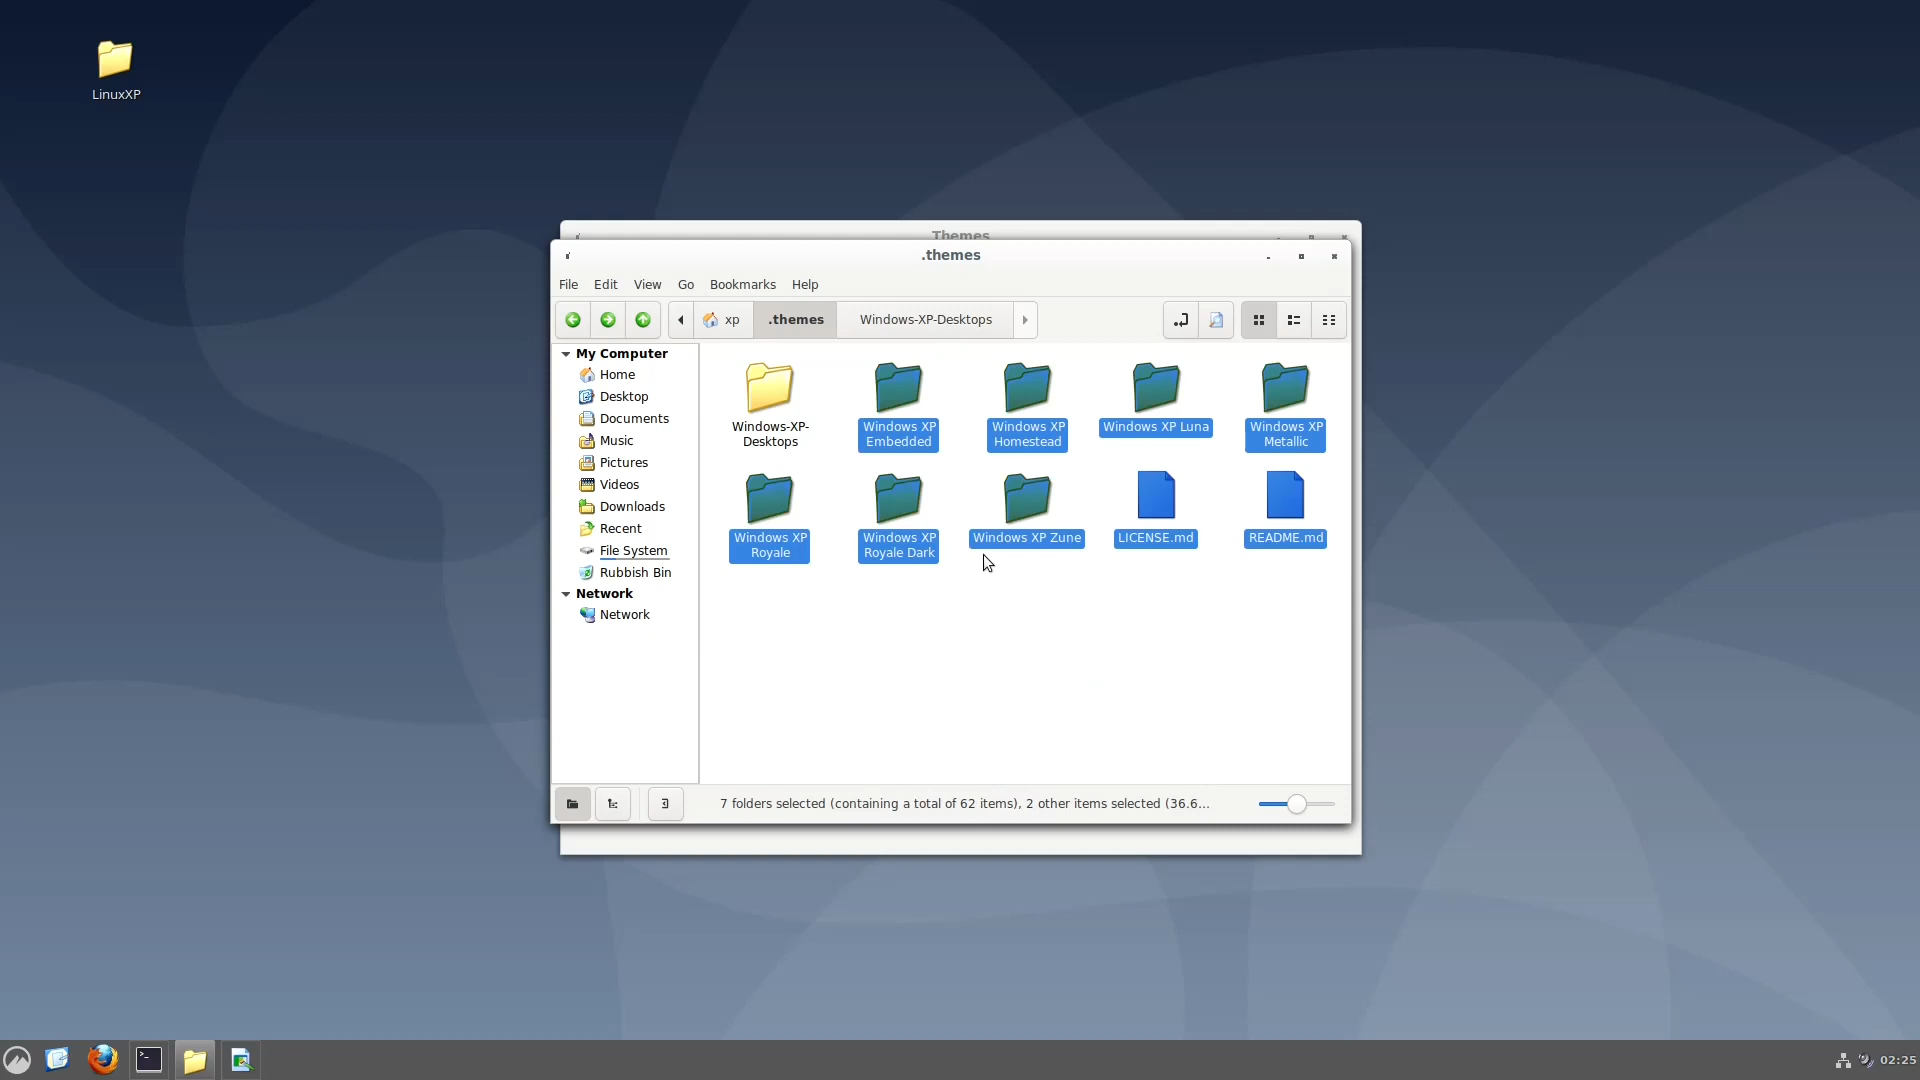 LinuxXP
Themes
.themes
File Edit View Go Bookmarks Help
xp .themes Windows-XP-Desktops
My Computer
Home
Desktop
Documents
Music
Pictures
Videos
Downloads
Recent
File System
Rubbish Bin
Network
Network
Windows-XP-
Desktops
Windows XP
Embedded
Windows XP
Homestead
Windows XP Luna
Windows XP
Metallic
Windows XP
Royale
Windows XP
Royale Dark
Windows XP Zune
LICENSE.md
README.md
7 folders selected (containing a total of 62 items), 2 other items selected (36.6...
02:25